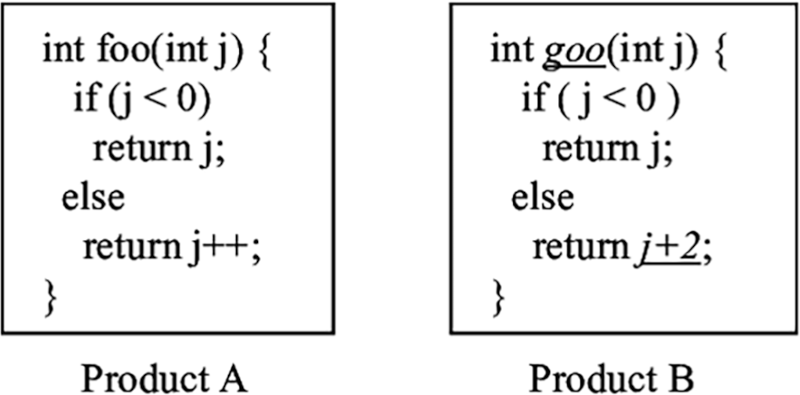 int foo(int j) {
if (j < 0)
return j;
else
return j++;
}
Product A
int goo(int j) {
if ( j < 0 )
return j;
else
return j+2;
}
Product B